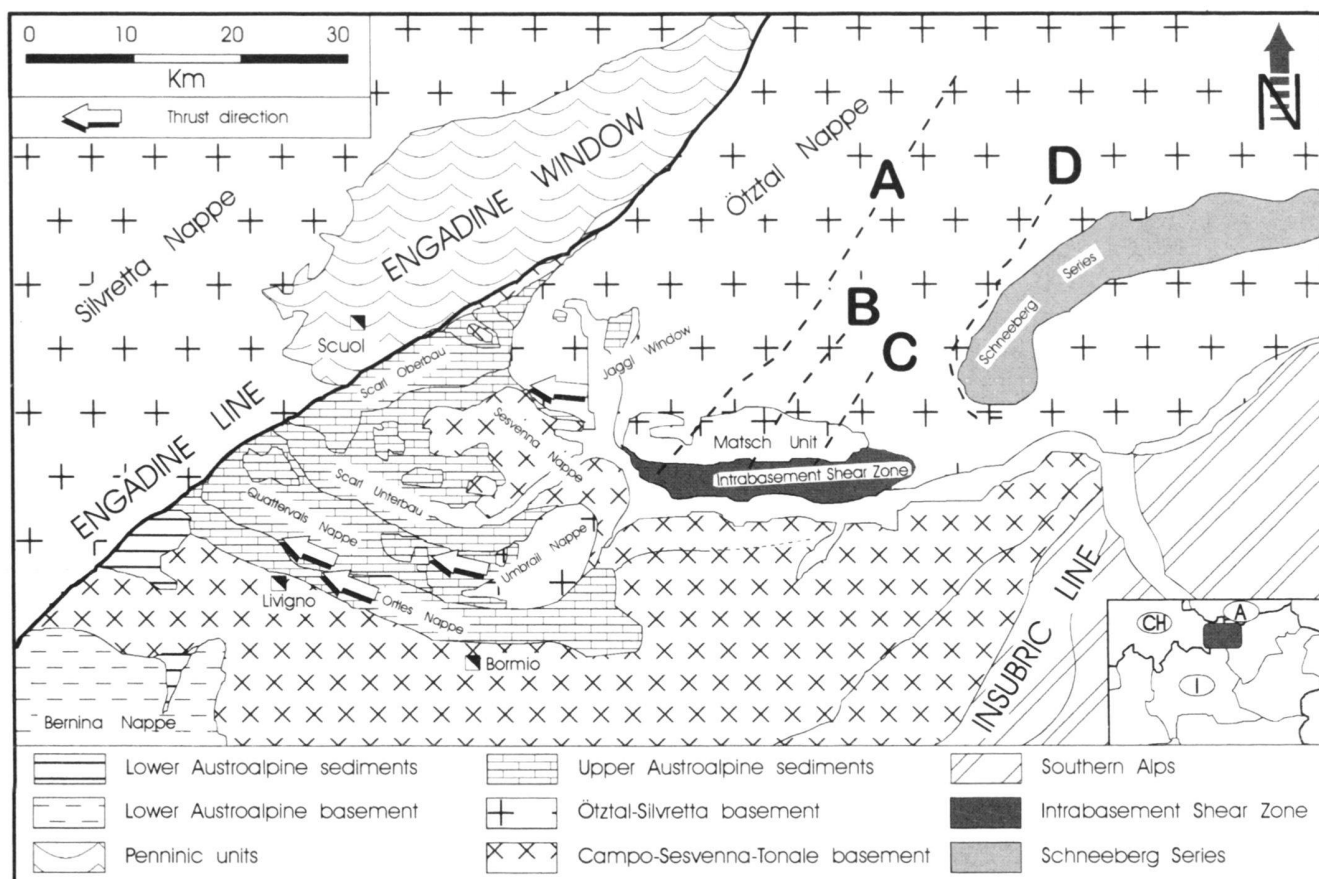 0 10 20 30
Km
Thrust direction
N
Silvretta Nappe
ENGADINE WINDOW
Ötztal Nappe
A
D
B
C
Schneeberg Series
Scuol
Scarl Oberbau
Jaggl Window
ENGADINE LINE
Sesvenna Nappe
Matsch Unit
Intrabasement Shear Zone
Scarl Unterbau
Quattervals Nappe
Umbrail Nappe
Livigno
Ortles Nappe
Bormio
INSUBRIC LINE
Bernina Nappe
CH
A
I
Lower Austroalpine sediments
Upper Austroalpine sediments
Southern Alps
Lower Austroalpine basement
Ötztal-Silvretta basement
Intrabasement Shear Zone
Penninic units
Campo-Sesvenna-Tonale basement
Schneeberg Series